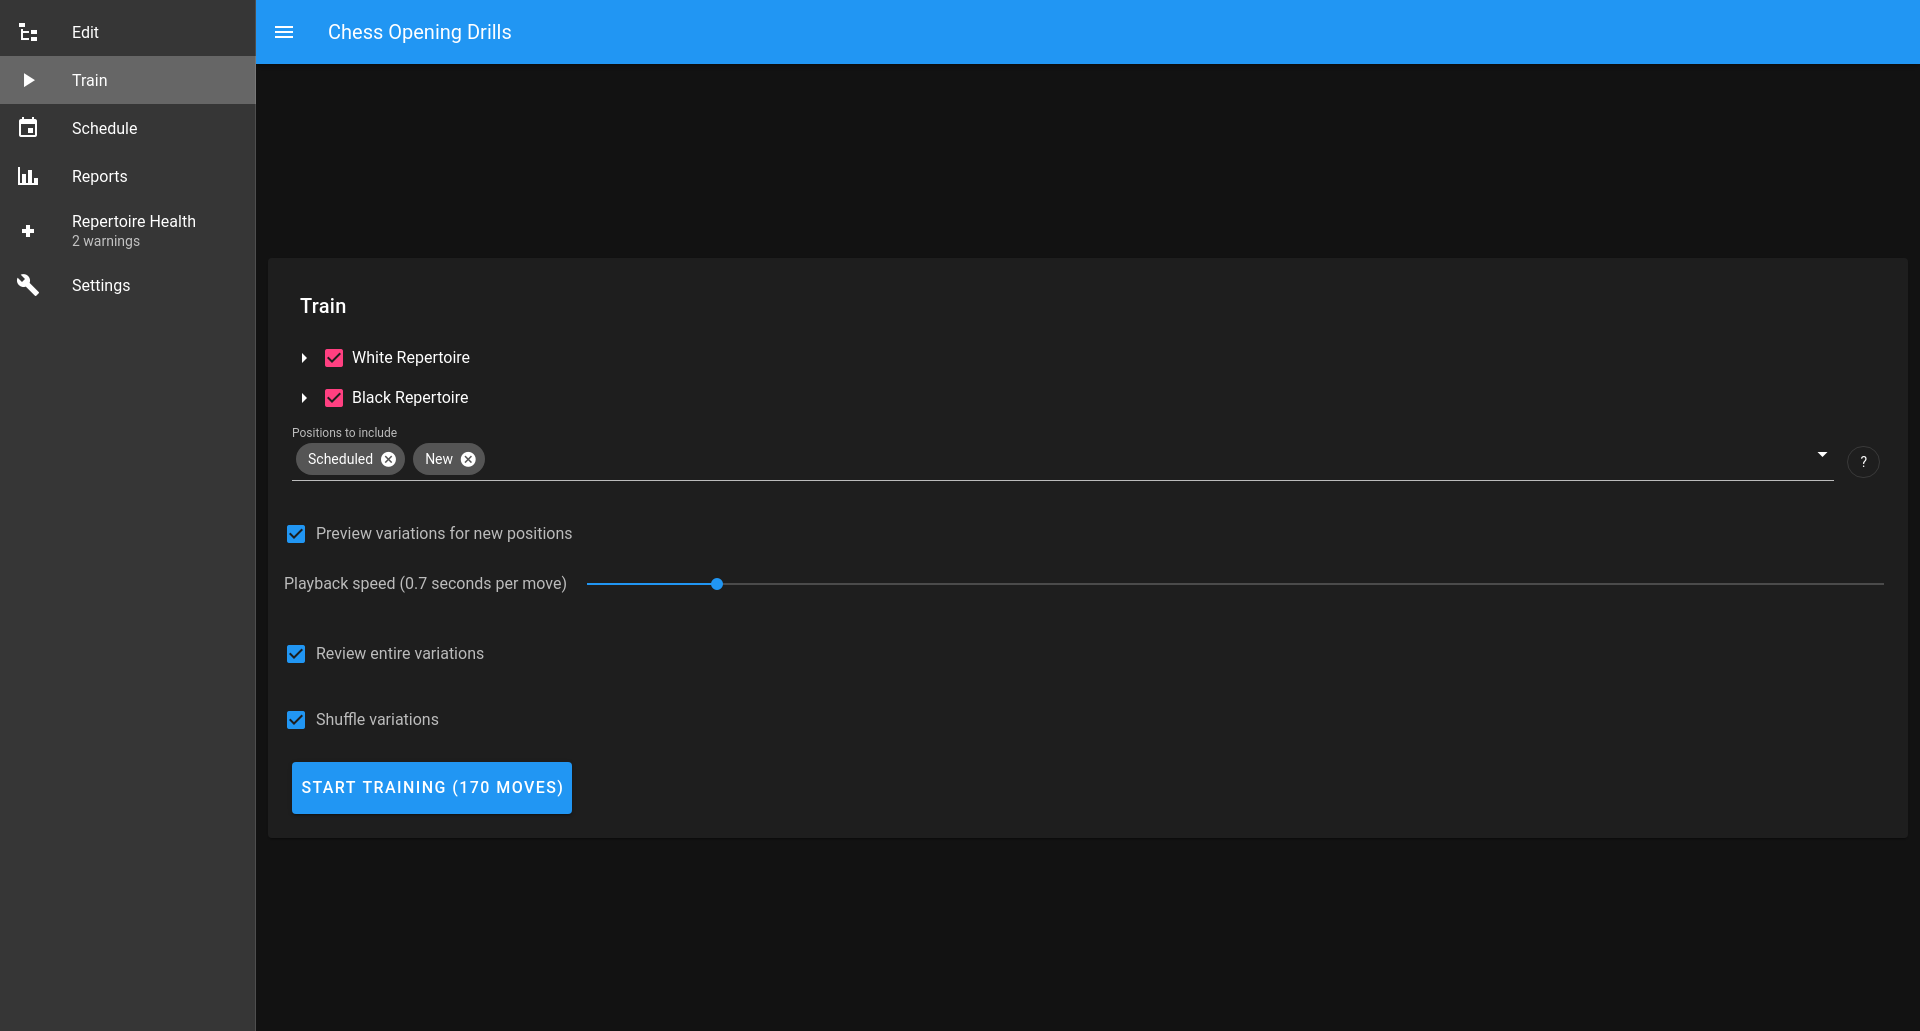 Edit
Train
Schedule
Reports
Repertoire Health
2 warnings
Settings
Chess Opening Drills
Train
White Repertoire
Black Repertoire
Positions to include
Scheduled New
?
Preview variations for new positions
Playback speed (0.7 seconds per move)
Review entire variations
Shuffle variations
START TRAINING (170 MOVES)